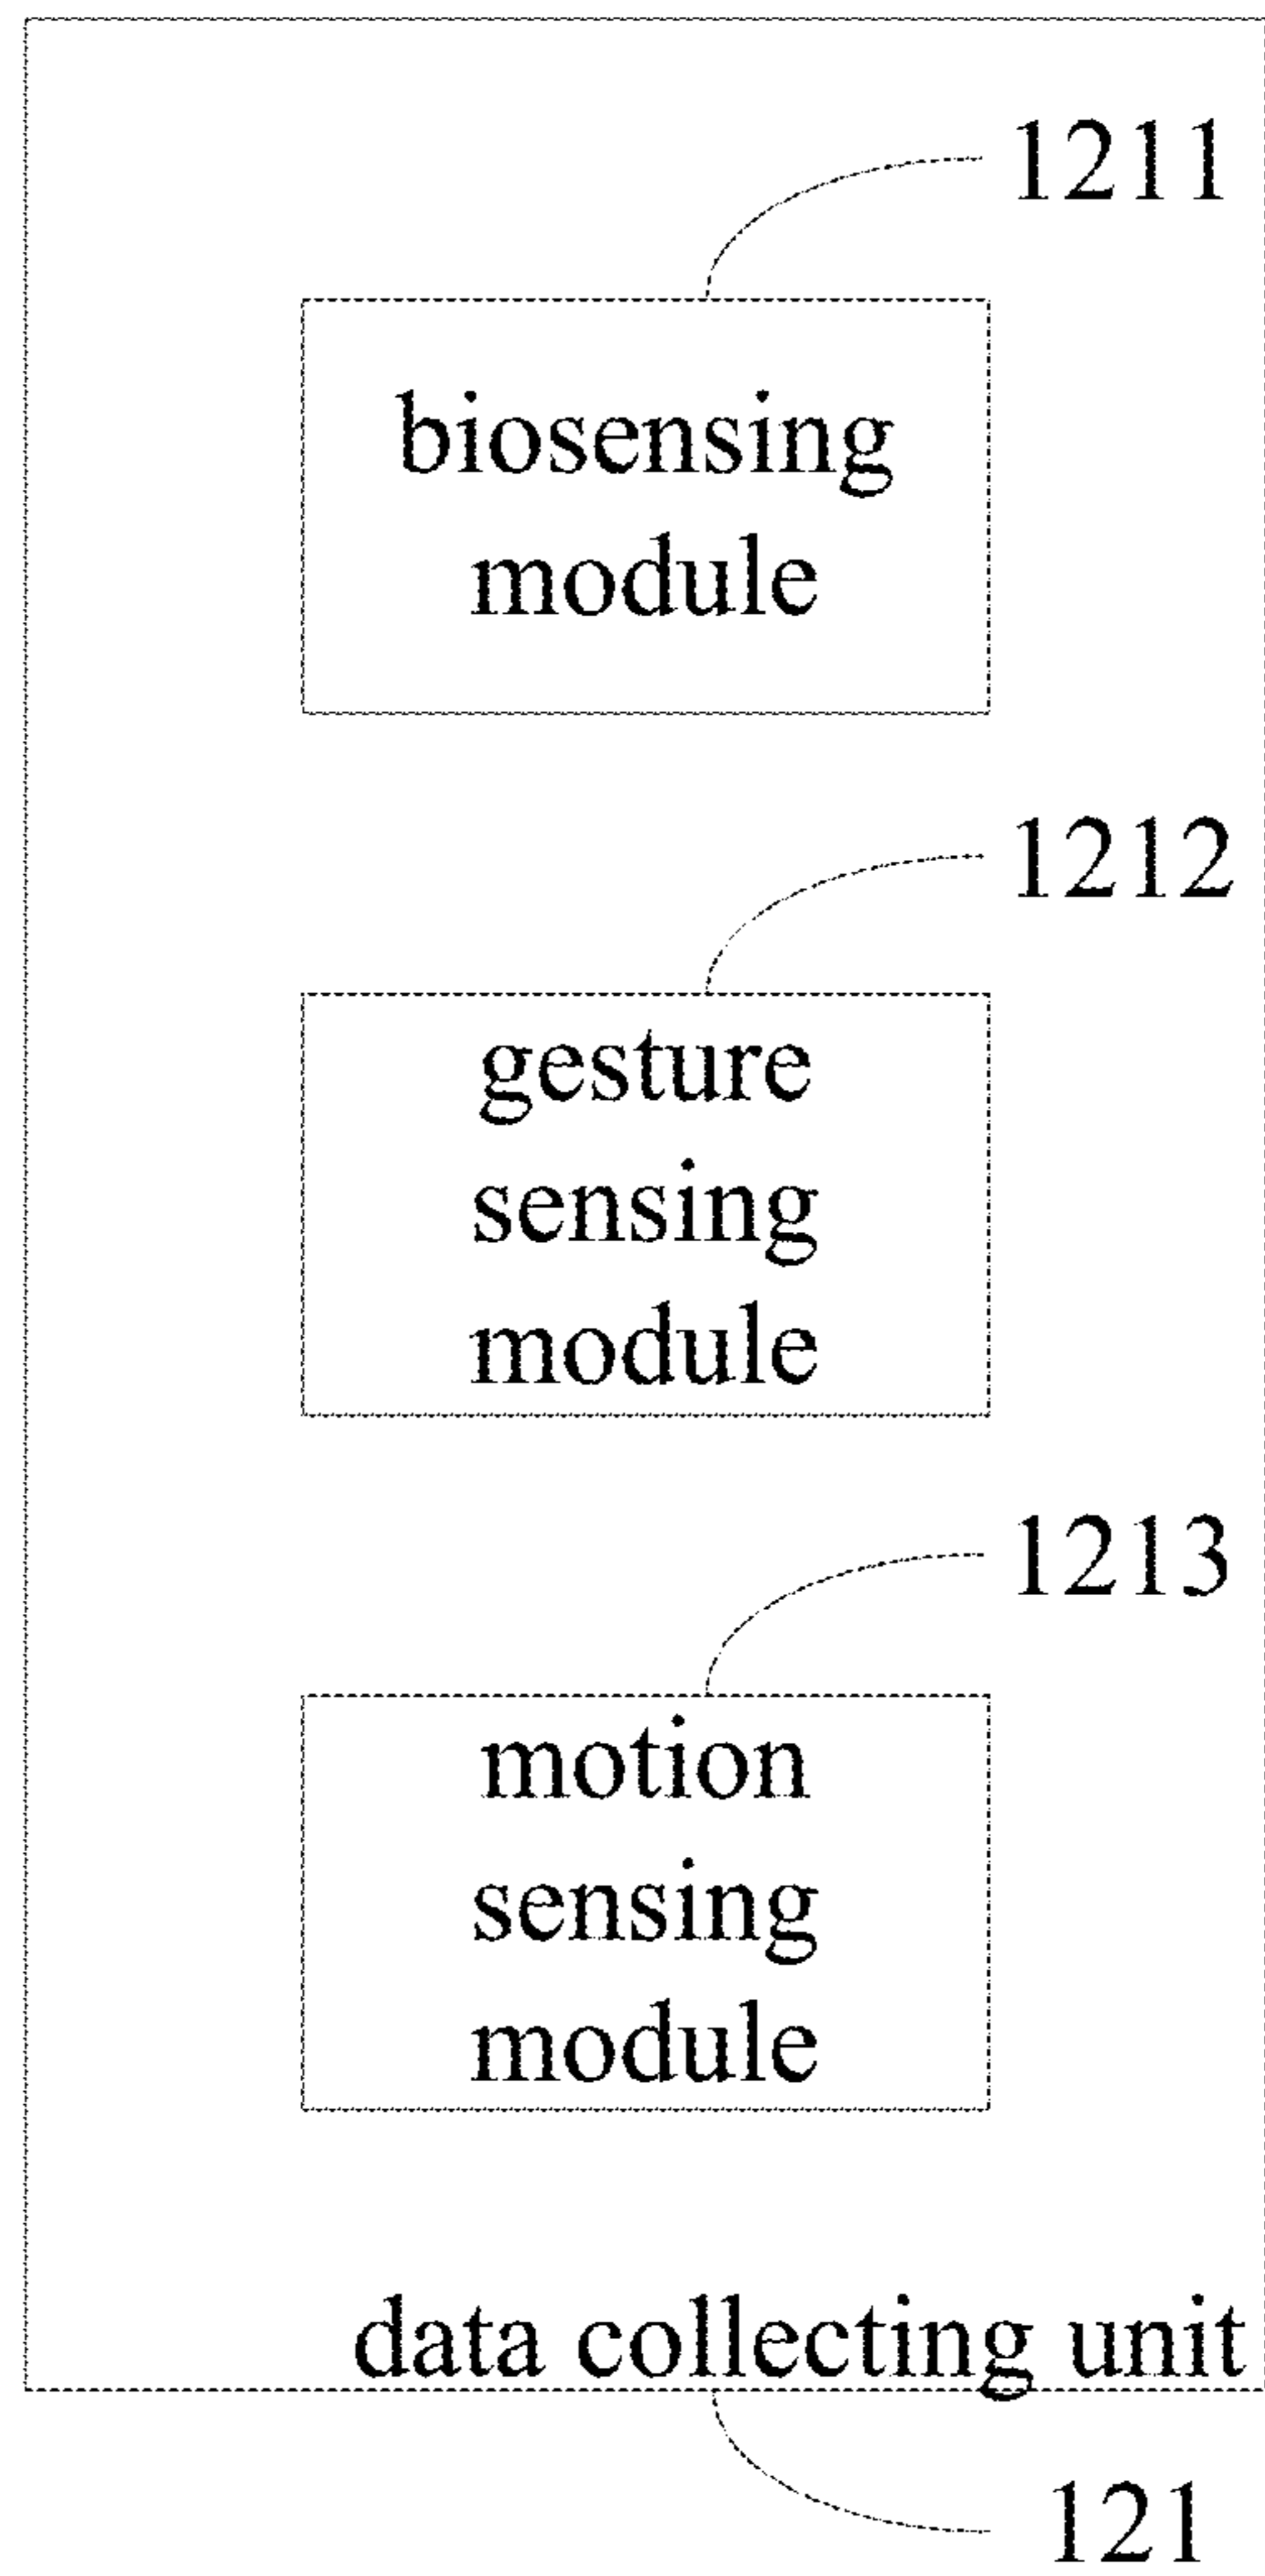 1211
biosensing
module
1212
gesture
sensing
module
1213
motion
sensing
module
data collecting unit
121